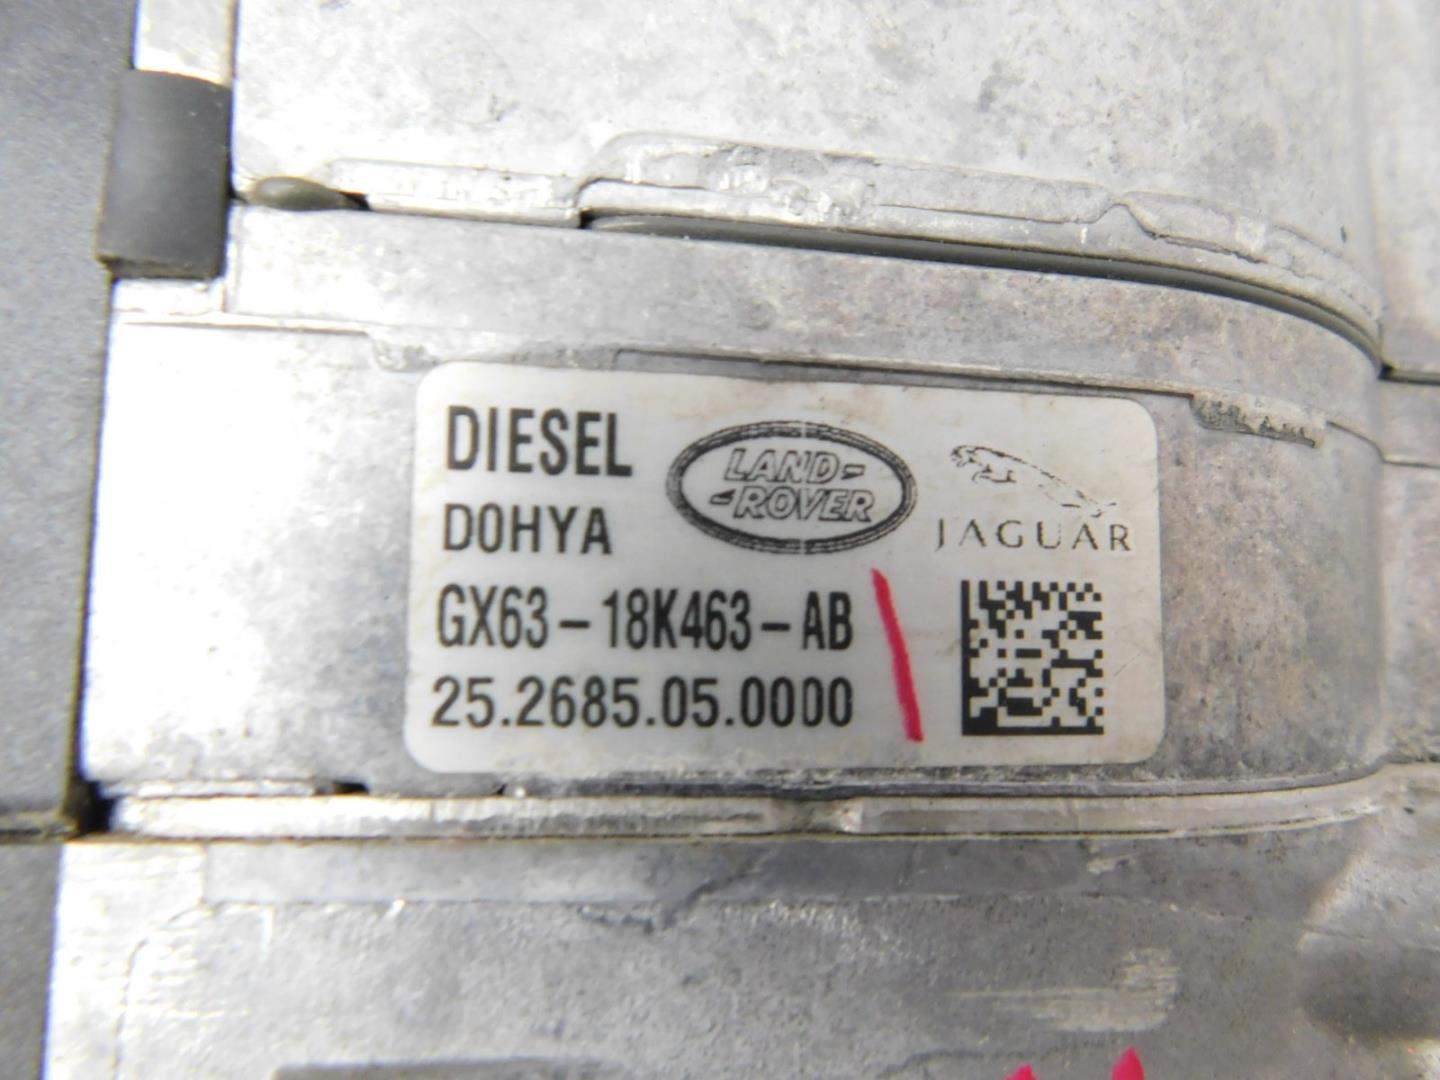 DIESEL
DOHYA
LAND-
-ROVER
JAGUAR
GX63-18K463-AB
25.2685.05.0000